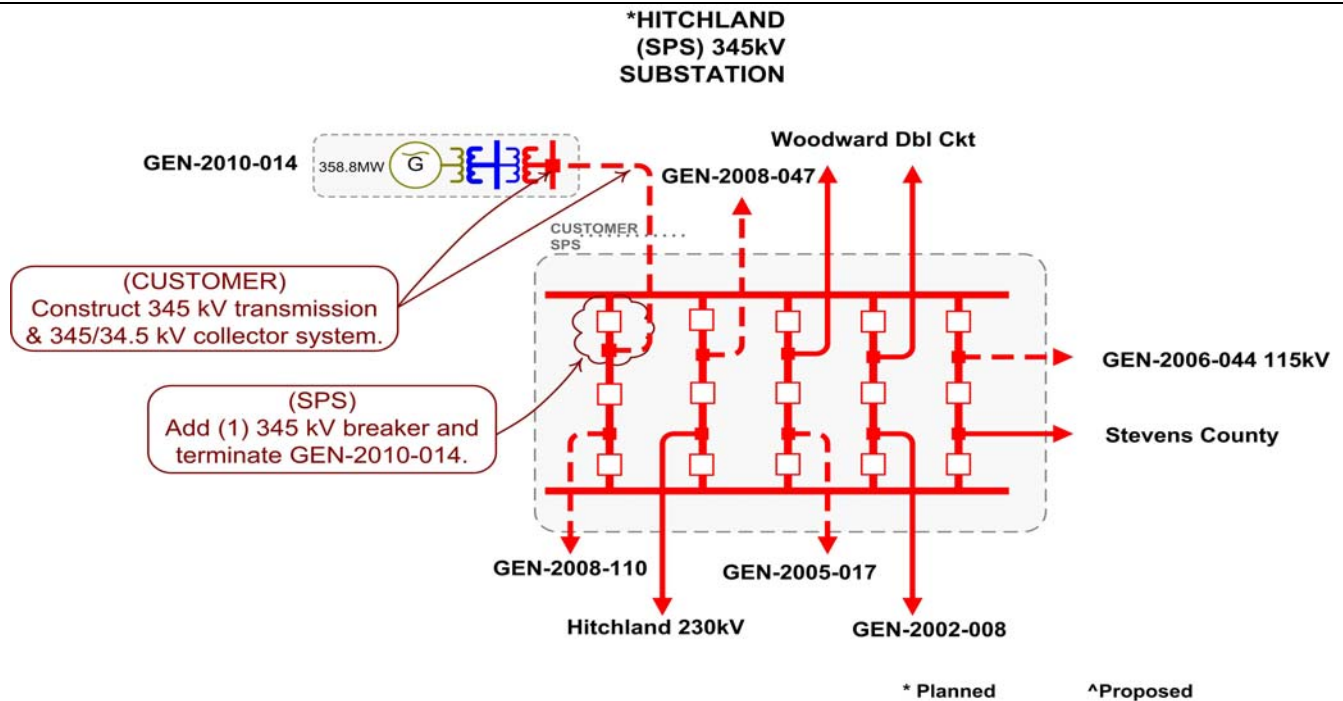 *HITCHLAND
(SPS) 345kV
SUBSTATION
Woodward Dbl Ckt
GEN-2010-014
358.8MW
G
GEN-2008-047
CUSTOMER
SPS
(CUSTOMER)
Construct 345 kV transmission
& 345/34.5 kV collector system.
GEN-2006-044 115kV
(SPS)
Add (1) 345 kV breaker and
terminate GEN-2010-014.
Stevens County
GEN-2008-110
GEN-2005-017
Hitchland 230kV
GEN-2002-008
* Planned
^Proposed